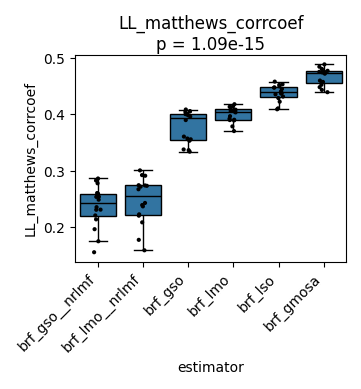 LL_matthews_corrcoef
p = 1.09e-15
LL_matthews_corrcoef
0.5
0.4
0.3
0.2
brf_gso__nrlmf
brf_lmo__nrlmf
brf_gso
brf_lmo
brf_lso
brf_gmosa
estimator